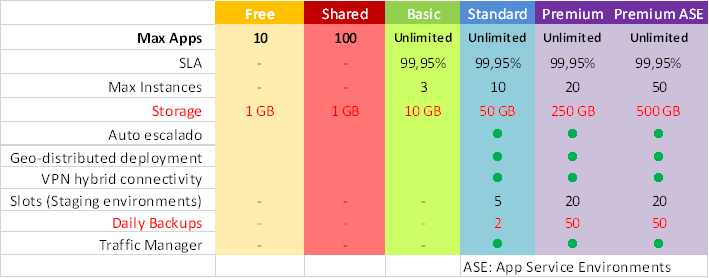 Free Shared Basic Standard Premium Premium ASE
Max Apps 10 100 Unlimited Unlimited Unlimited Unlimited
SLA - - 99,95% 99,95% 99,95% 99,95%
Max Instances - - 3 10 20 50
Storage 1 GB 1 GB 10 GB 50 GB 250 GB 500 GB
Auto escalado
Geo-distributed deployment
VPN hybrid connectivity
Slots (Staging environments) - - - 5 20 20
Daily Backups - - - 2 50 50
Traffic Manager - - -
ASE: App Service Environments